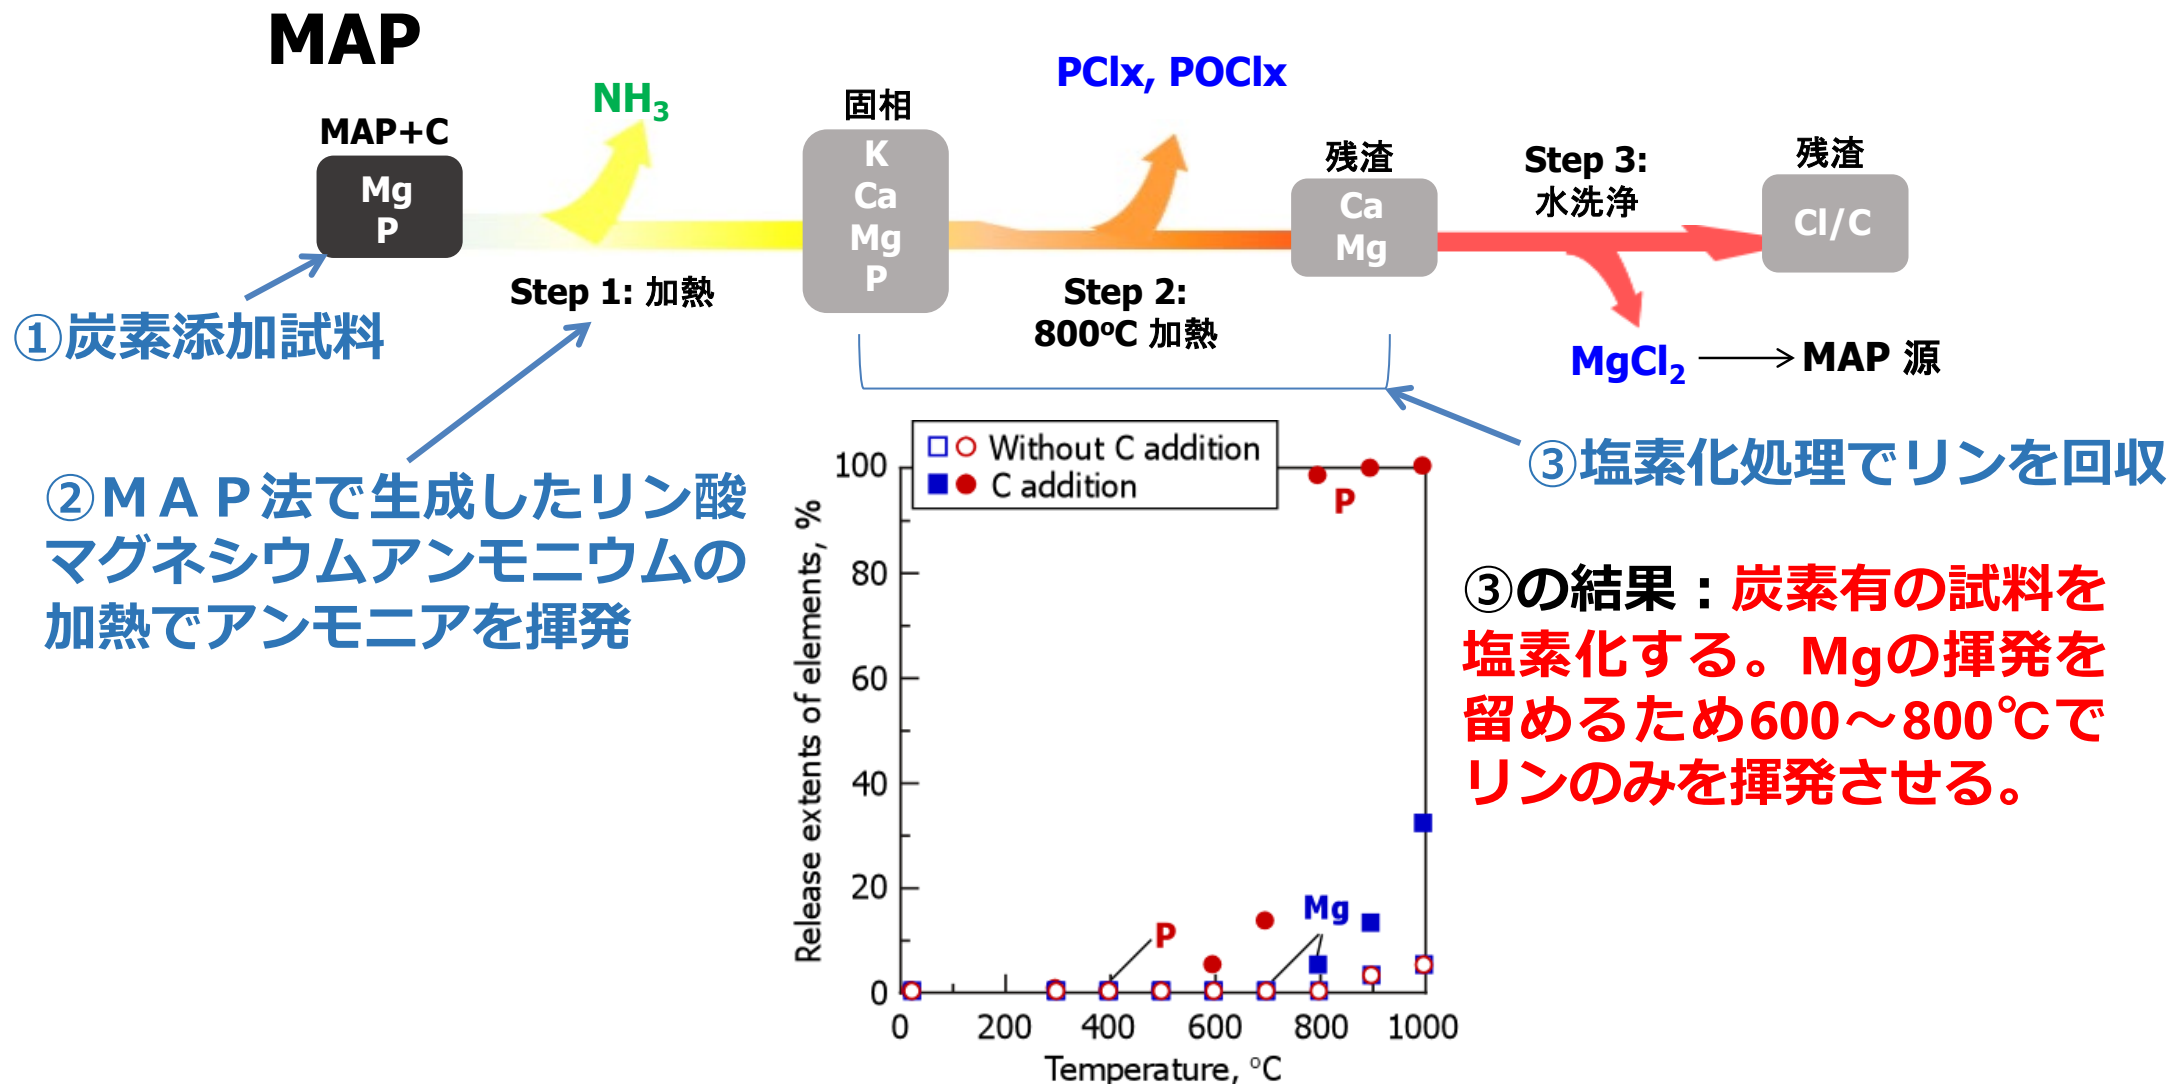 MAP
MAP+C
Mg
P
NH3
Step 1: 加熱
固相
K
Ca
Mg
P
PClx, POClx
Step 2:
800oC 加熱
残渣
Ca
Mg
Step 3:
水洗浄
残渣
Cl/C
MgCl2
MAP 源
①炭素添加試料
②ＭＡＰ法で生成したリン酸
マグネシウムアンモニウムの
加熱でアンモニアを揮発
③塩素化処理でリンを回収
③の結果：炭素有の試料を
塩素化する。Mgの揮発を
留めるため600～800℃で
リンのみを揮発させる。
Without C addition
C addition
Release extents of elements, %
100
80
60
40
20
0
P
P
Mg
0 200 400 600 800 1000
Temperature, oC